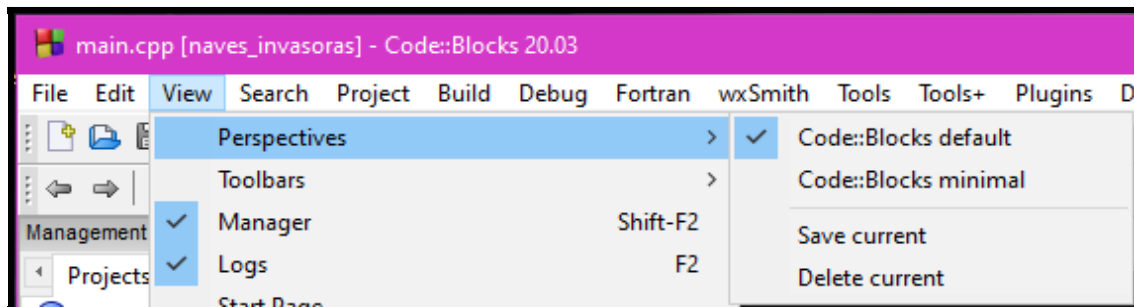 main.cpp [naves_invasoras] - Code::Blocks 20.03
File Edit View Search Project Build Debug Fortran wxSmith Tools Tools+ Plugins D
Perspectives > Code::Blocks default
Toolbars > Code::Blocks minimal
Management Manager Shift-F2 Save current
Projects Logs F2 Delete current
Start Page